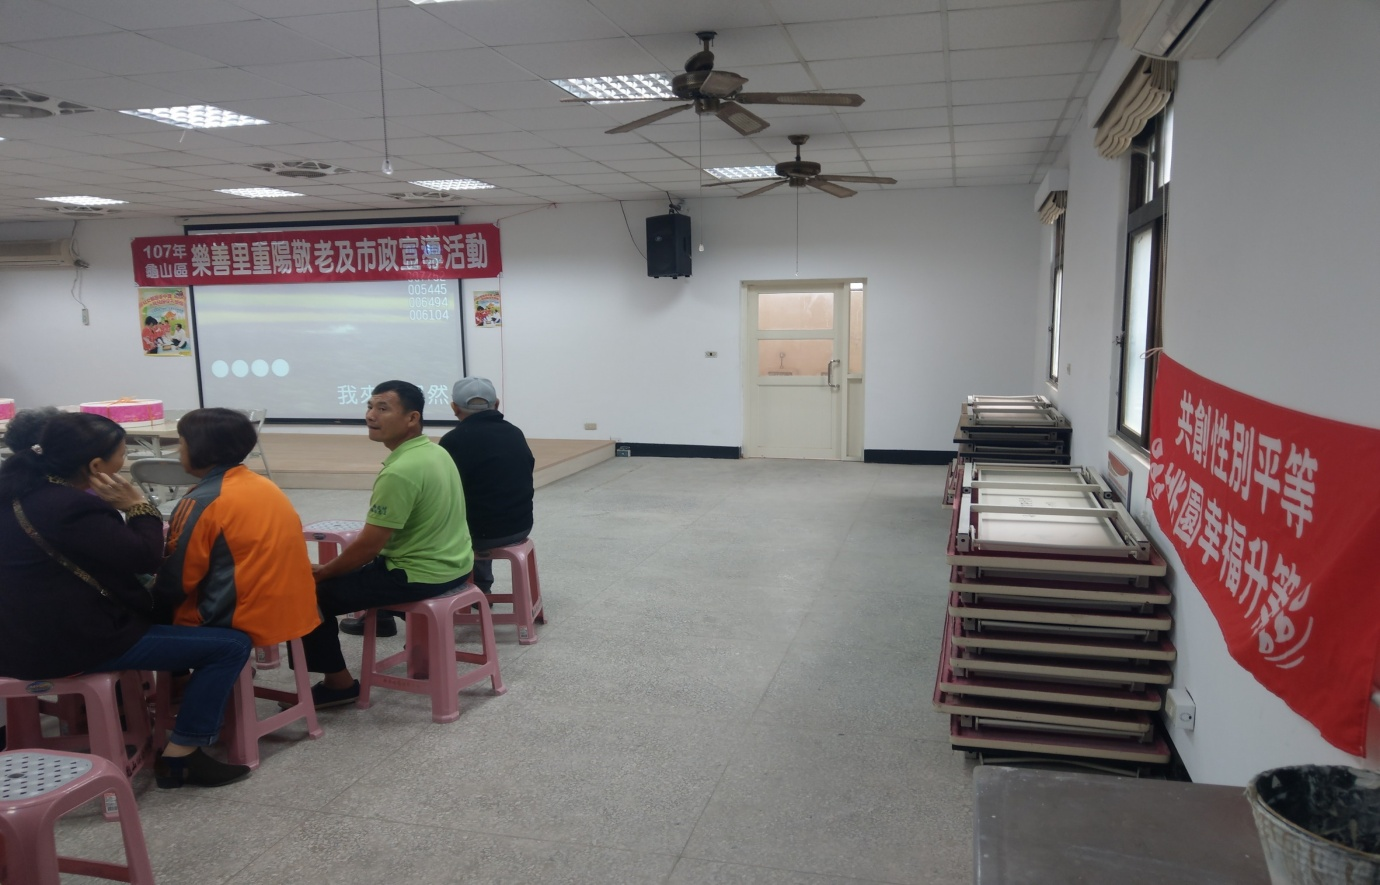 107年
龜山區
樂善里重陽敬老及市政宣導活動
005445
006494
006104
我來
然
共創性別平等
桃園幸福升格